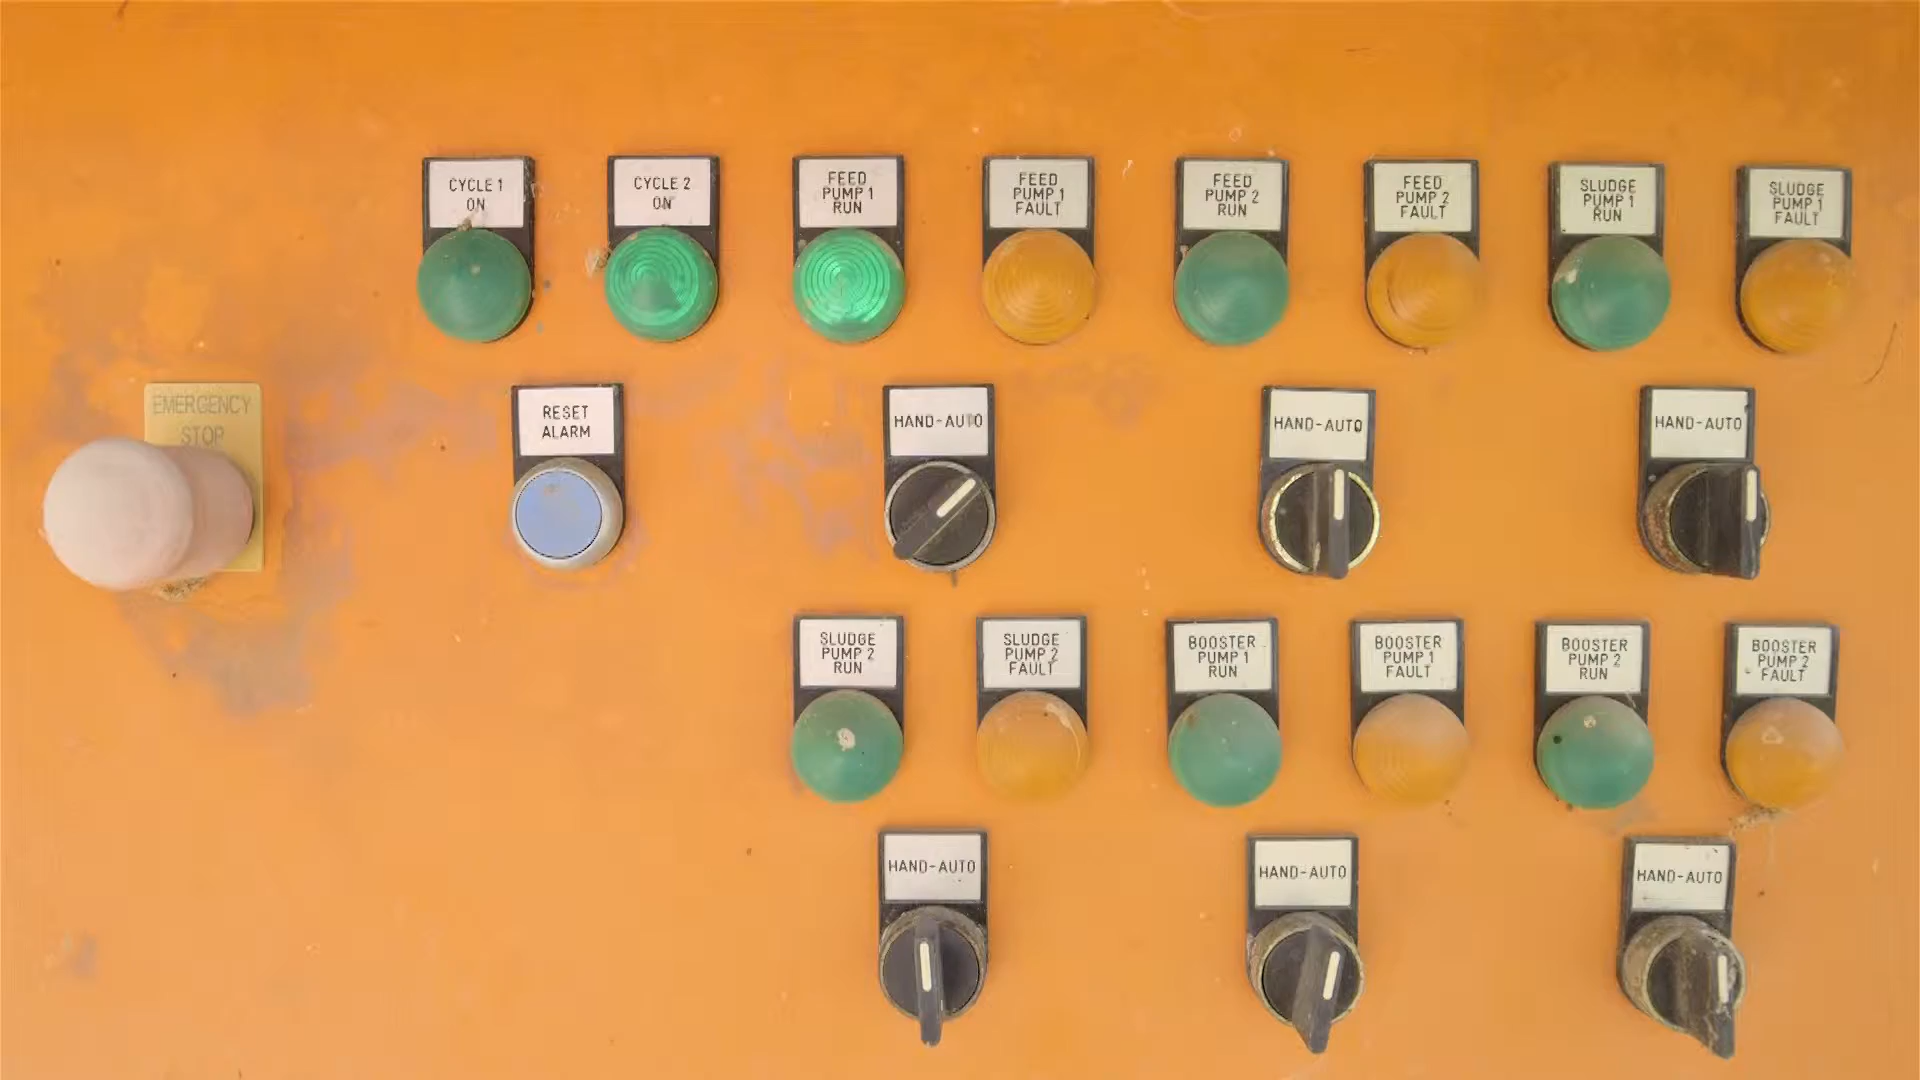 CYCLE 1
ON
CYCLE 2
ON
FEED
PUMP 1
RUN
FEED
PUMP 1
FAULT
FEED
PUMP 2
RUN
FEED
PUMP 2
FAULT
SLUDGE
PUMP 1
RUN
SLUDGE
PUMP 1
FAULT
EMERGENCY
STOP
RESET
ALARM
HAND-AUTO
HAND-AUTO
HAND-AUTO
SLUDGE
PUMP 2
RUN
SLUDGE
PUMP 2
FAULT
BOOSTER
PUMP 1
RUN
BOOSTER
PUMP 1
FAULT
BOOSTER
PUMP 2
RUN
BOOSTER
PUMP 2
FAULT
HAND-AUTO
HAND-AUTO
HAND-AUTO